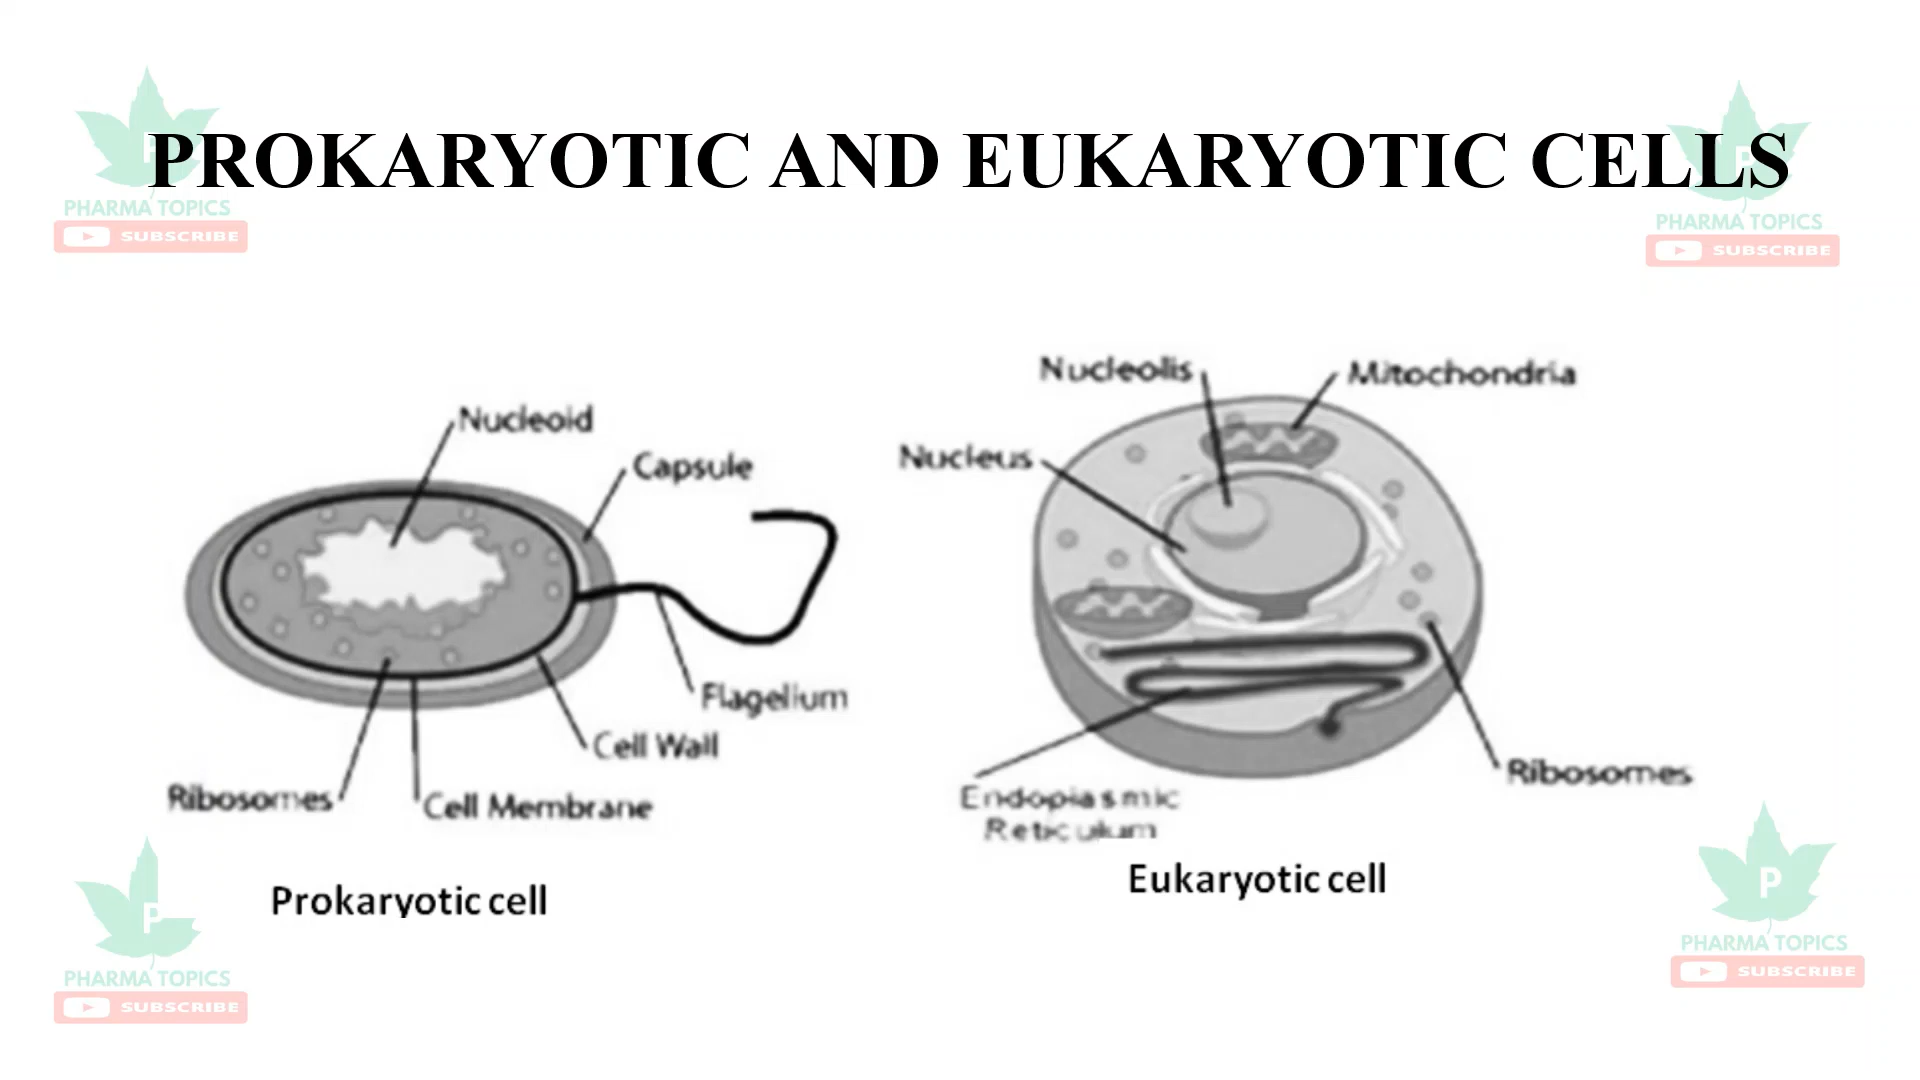 PROKARYOTIC AND EUKARYOTIC CELLS
P
PHARMA TOPICS
SUBSCRIBE
P
PHARMA TOPICS
SUBSCRIBE
Nucleoid
Capsule
Flagelium
Cell Wall
Cell Membrane
Ribosomes
Prokaryotic cell
Nucleolis
Mitochondria
Nucleus
Ribosomes
Endopiasmic
Reticulum
Eukaryotic cell
P
PHARMA TOPICS
SUBSCRIBE
P
PHARMA TOPICS
SUBSCRIBE